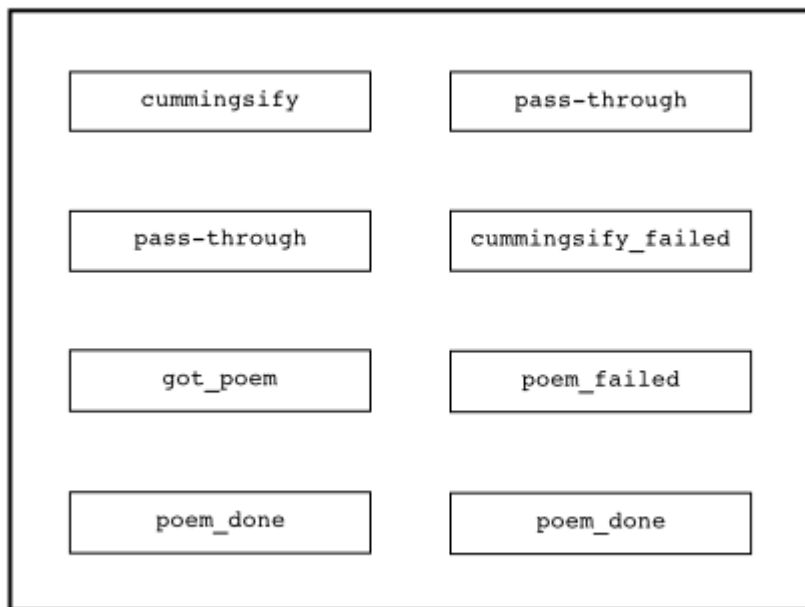 cummingsify
pass-through
pass-through
cummingsify_failed
got_poem
poem_failed
poem_done
poem_done